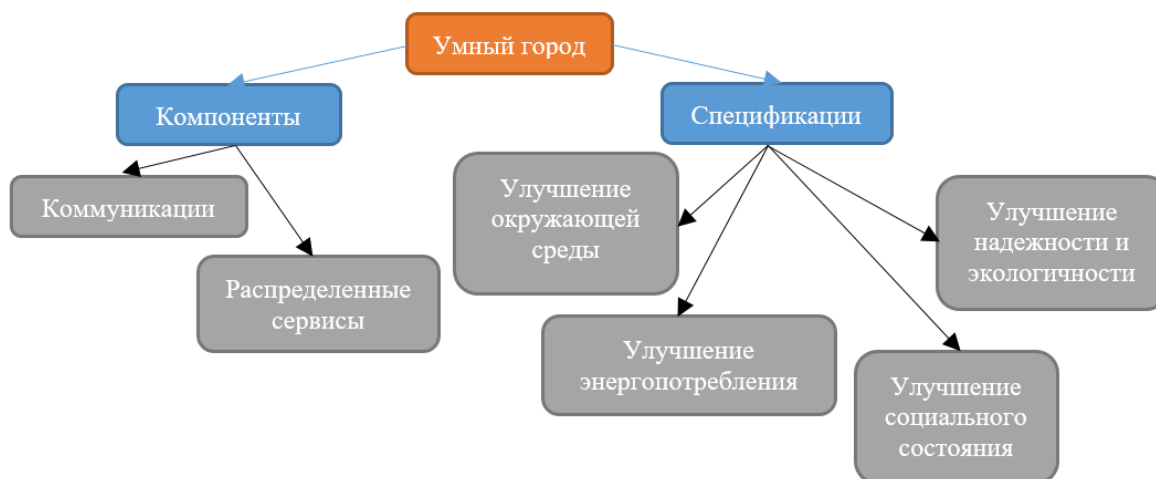 Умный город
Компоненты
Спецификации
Коммуникации
Распределенные
сервисы
Улучшение
окружающей
среды
Улучшение
надежности и
экологичности
Улучшение
энергопотребления
Улучшение
социального
состояния